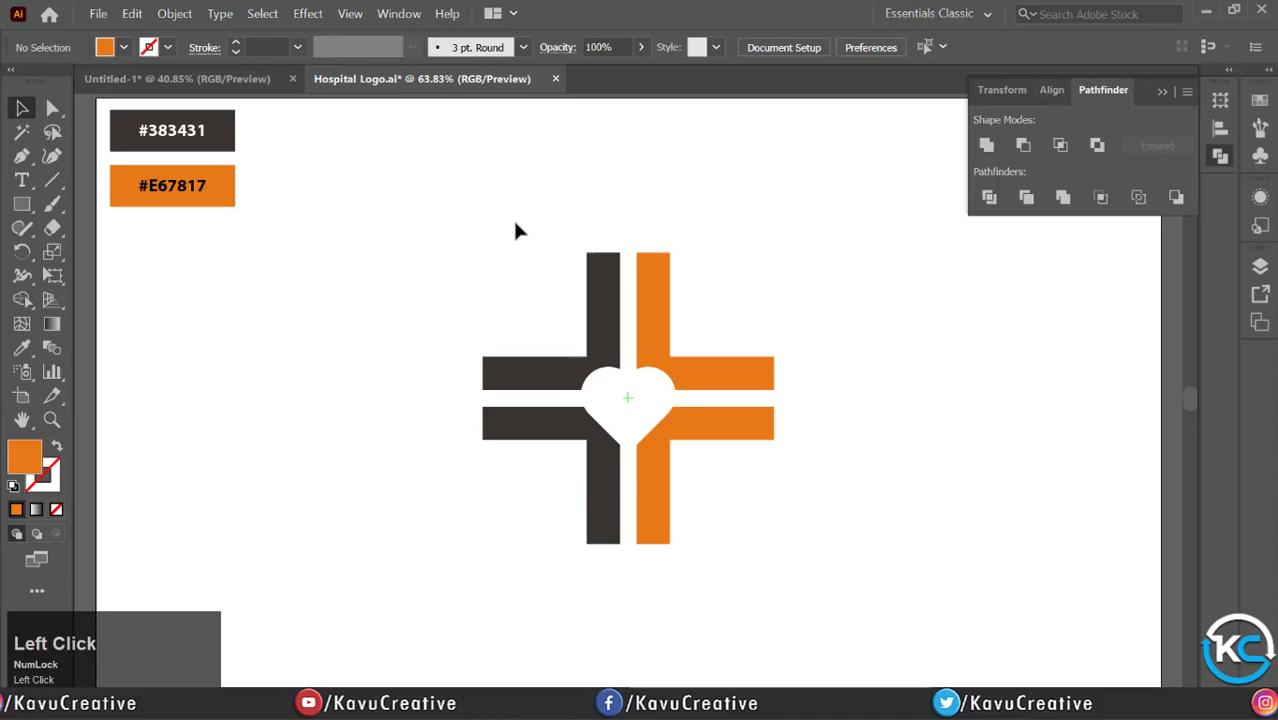 Ai File Edit Object Type Select Effect View Window Help Essentials Classic Search Adobe Stock
No Selection Stroke: 3 pt. Round Opacity: 100% Style: Document Setup Preferences
Untitled-1* @ 40.85% (RGB/Preview) Hospital Logo.ai* @ 63.83% (RGB/Preview)
Transform Align Pathfinder
Shape Modes:
Expand
Pathfinders:
#383431
#E67817
Left Click
NumLock
Left Click
KC
/KavuCreative /KavuCreative /KavuCreative /KavuCreative